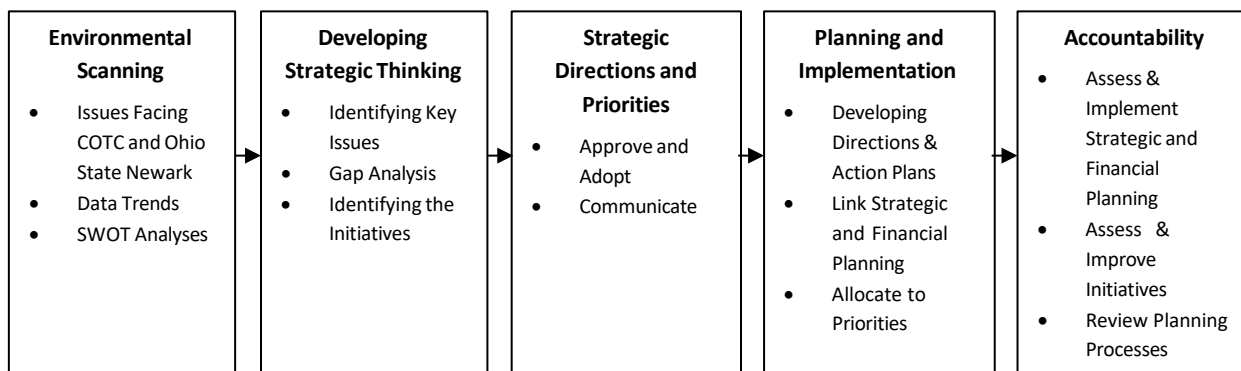 Environmental
Scanning
• Issues Facing
COTC and Ohio
State Newark
• Data Trends
• SWOT Analyses
Developing
Strategic Thinking
• Identifying Key
Issues
• Gap Analysis
• Identifying the
Initiatives
Strategic
Directions and
Priorities
• Approve and
Adopt
• Communicate
Planning and
Implementation
• Developing
Directions &
Action Plans
• Link Strategic
and Financial
Planning
• Allocate to
Priorities
Accountability
• Assess &
Implement
Strategic and
Financial
Planning
• Assess &
Improve
Initiatives
• Review Planning
Processes